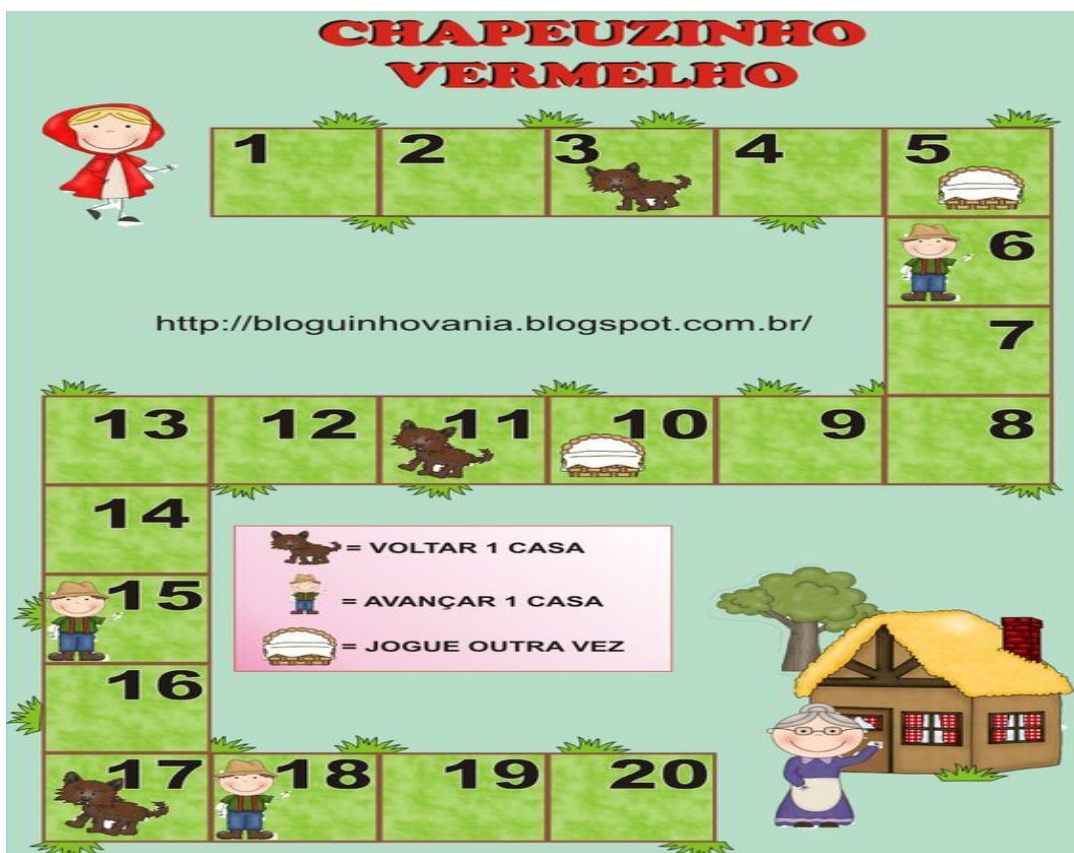 CHAPEUZINHO
VERMELHO
1 2 3 4 5
6
http://bloguinhovania.blogspot.com.br/
7
13 12 11 10 9 8
14
= VOLTAR 1 CASA
15
= AVANÇAR 1 CASA
= JOGUE OUTRA VEZ
16
17 18 19 20